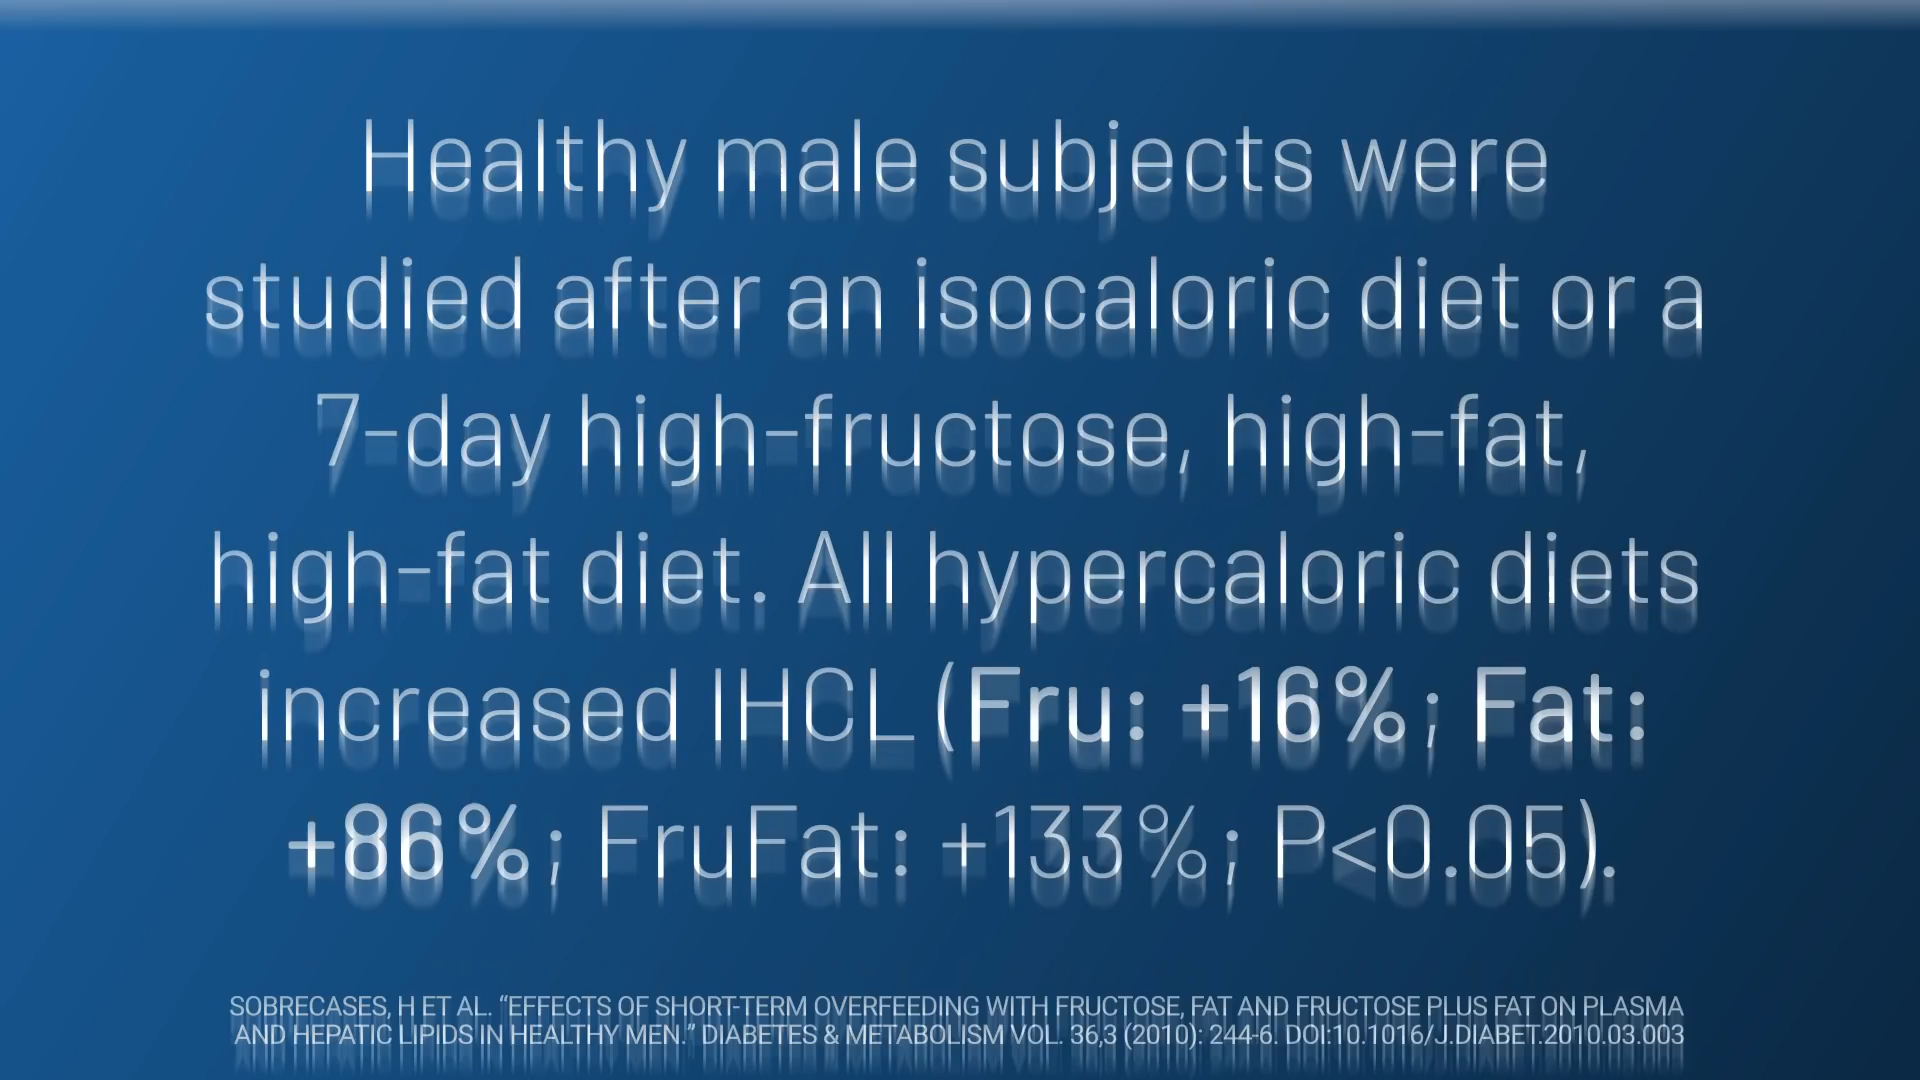 Healthy male subjects were
studied after an isocaloric diet or a
7-day high-fructose, high-fat,
high-fat diet. All hypercaloric diets
increased IHCL (Fru: +16%; Fat:
+86%; FruFat: +133%; P<0.05).
SOBRECASES, H ET AL. “EFFECTS OF SHORT-TERM OVERFEEDING WITH FRUCTOSE, FAT AND FRUCTOSE PLUS FAT ON PLASMA
AND HEPATIC LIPIDS IN HEALTHY MEN.” DIABETES & METABOLISM VOL. 36,3 (2010): 244-6. DOI:10.1016/J.DIABET.2010.03.003